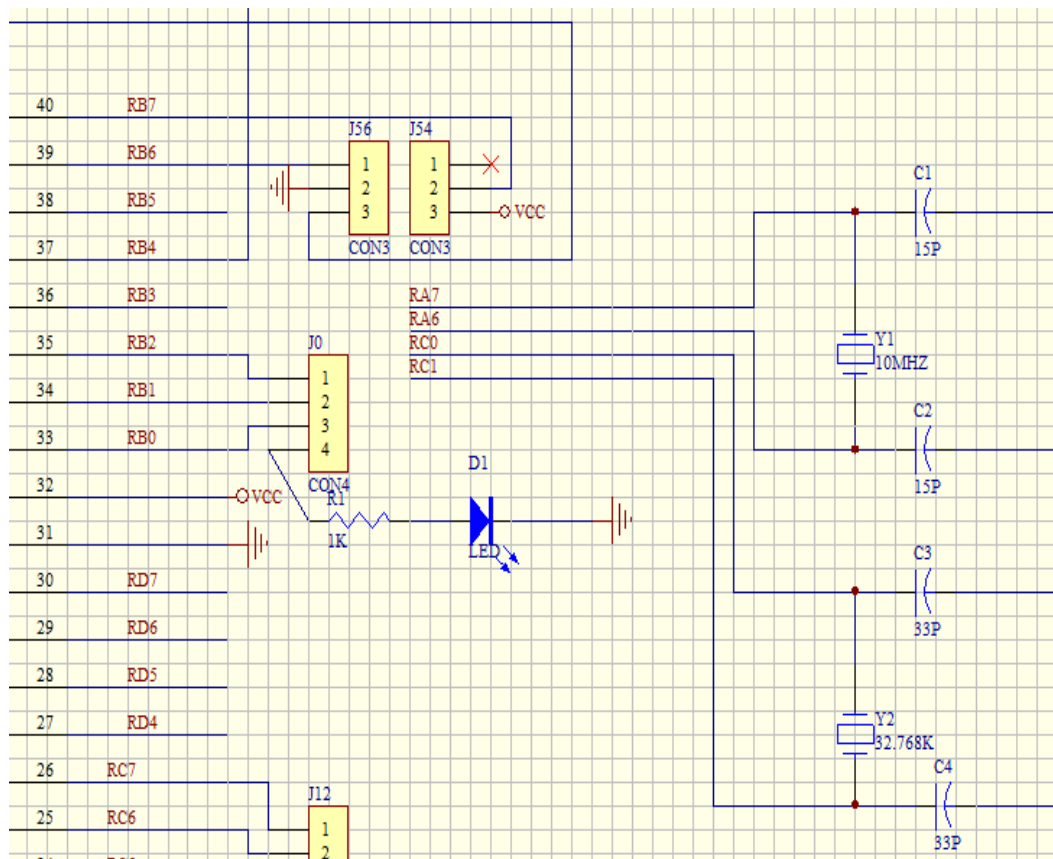 40 RB7
J56 J54
39 RB6 1 1
2 2
38 RB5 3 3 VCC
C1
15P
37 RB4 CON3 CON3
36 RB3 RA7
RA6
35 RB2 J0 RC0
RC1
Y1
10MHZ
1
34 RB1 2
3
33 RB0 4
C2
15P
D1
32 VCC CON4
R1
1K LED
31
C3
33P
30 RD7
29 RD6
28 RD5
27 RD4
Y2
32.768K
26 RC7
J12
C4
33P
25 RC6 1
2